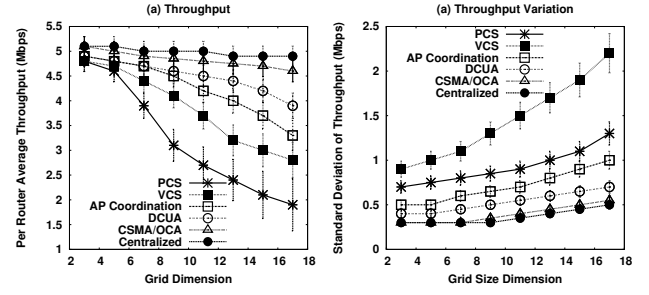 (a) Throughput
Per Router Average Throughput (Mbps)
5.5
5
4.5
4
3.5
3
2.5
2
1.5
1
PCS
VCS
AP Coordination
DCUA
CSMA/OCA
Centralized
2 4 6 8 10 12 14 16 18
Grid Dimension
(a) Throughput Variation
Standard Deviation of Throughput (Mbps)
2.5
2
1.5
1
0.5
0
PCS
VCS
AP Coordination
DCUA
CSMA/OCA
Centralized
2 4 6 8 10 12 14 16 18
Grid Size Dimension